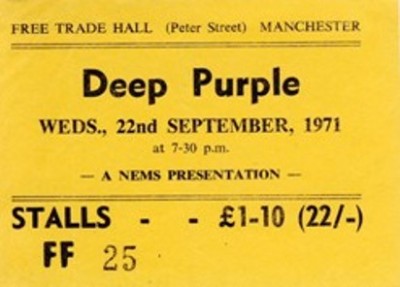 FREE TRADE HALL (Peter Street) MANCHESTER
Deep Purple
WEDS., 22nd SEPTEMBER, 1971
at 7-30 p.m.
— A NEMS PRESENTATION —
STALLS - - £1-10 (22/-)
FF 25